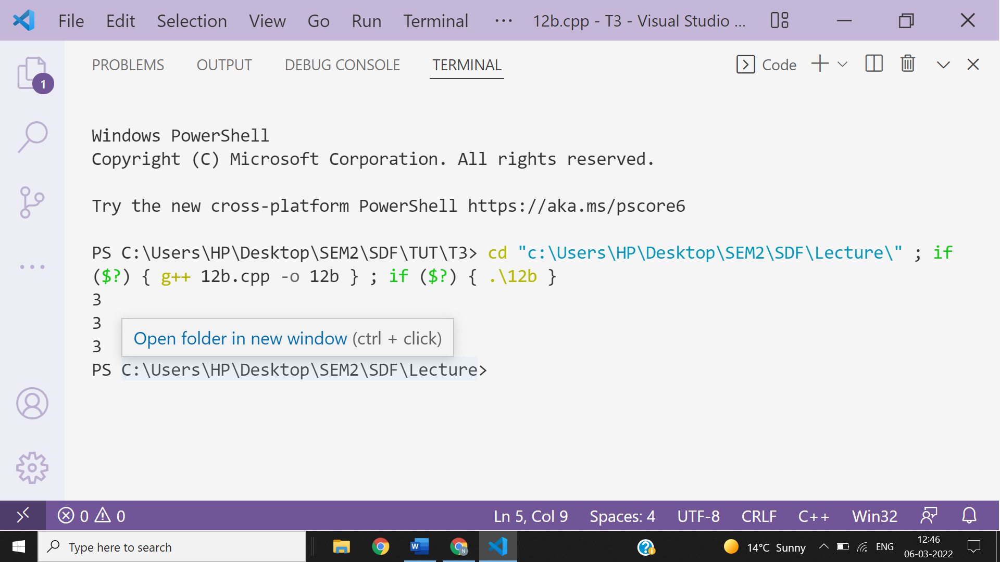 File Edit Selection View Go Run Terminal ··· 12b.cpp - T3 - Visual Studio ...
1
PROBLEMS OUTPUT DEBUG CONSOLE TERMINAL Code
Windows PowerShell
Copyright (C) Microsoft Corporation. All rights reserved.
Try the new cross-platform PowerShell https://aka.ms/pscore6
PS C:\Users\HP\Desktop\SEM2\SDF\TUT\T3> cd "c:\Users\HP\Desktop\SEM2\SDF\Lecture\" ; if
($?) { g++ 12b.cpp -o 12b } ; if ($?) { .\12b }
3
3
Open folder in new window (ctrl + click)
3
PS C:\Users\HP\Desktop\SEM2\SDF\Lecture>
0 0 Ln 5, Col 9 Spaces: 4 UTF-8 CRLF C++ Win32
Type here to search W N 14°C Sunny ENG 12:46
06-03-2022